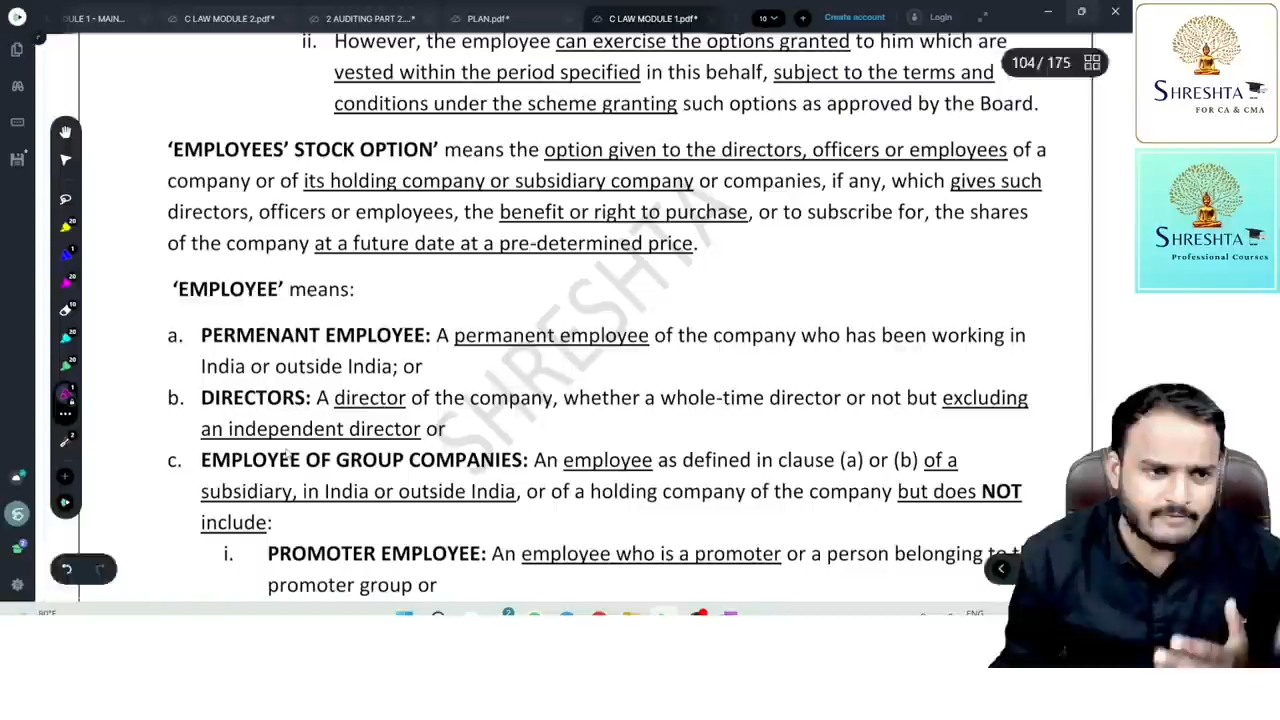 ULE 1 - MAIN...
C LAW MODULE 2.pdf*
2 AUDITING PART 2....*
PLAN.pdf*
C LAW MODULE 1.pdf*
10
Create account
Login
ii. However, the employee can exercise the options granted to him which are
vested within the period specified in this behalf, subject to the terms and
conditions under the scheme granting such options as approved by the Board.
104/175
SHRESHTA
FOR CA & CMA
SHRESHTA
Professional Courses
‘EMPLOYEES’ STOCK OPTION’ means the option given to the directors, officers or employees of a
company or of its holding company or subsidiary company or companies, if any, which gives such
directors, officers or employees, the benefit or right to purchase, or to subscribe for, the shares
of the company at a future date at a pre-determined price.
‘EMPLOYEE’ means:
a. PERMENANT EMPLOYEE: A permanent employee of the company who has been working in
India or outside India; or
b. DIRECTORS: A director of the company, whether a whole-time director or not but excluding
an independent director or
c. EMPLOYEE OF GROUP COMPANIES: An employee as defined in clause (a) or (b) of a
subsidiary, in India or outside India, or of a holding company of the company but does NOT
include:
i. PROMOTER EMPLOYEE: An employee who is a promoter or a person belonging to
promoter group or
SHRESHTA
80°F
ENG